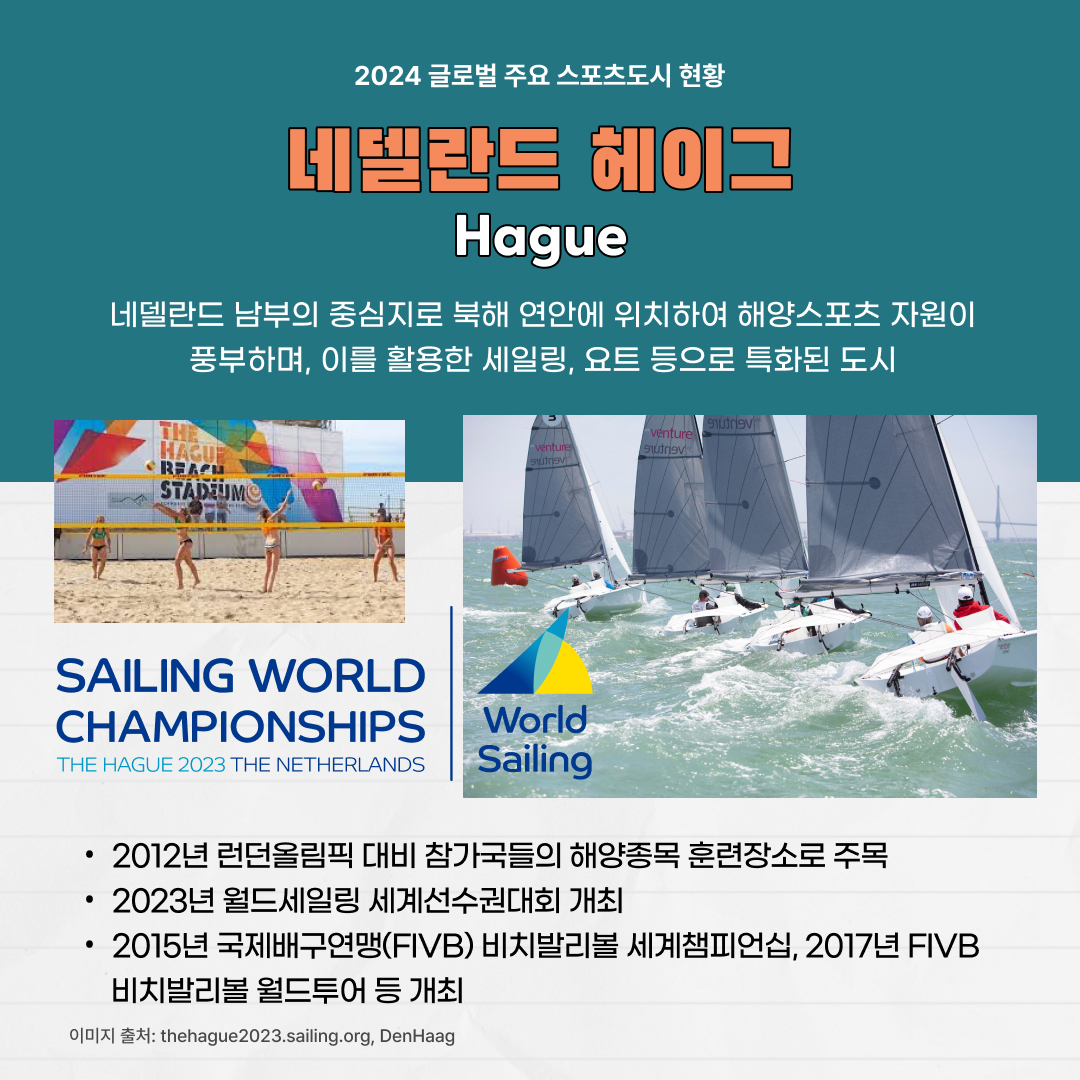 2024 글로벌 주요 스포츠도시 현황
네델란드 헤이그
Hague
네델란드 남부의 중심지로 북해 연안에 위치하여 해양스포츠 자원이
풍부하며, 이를 활용한 세일링, 요트 등으로 특화된 도시
THE
HAGUE
BEACH
STADIUM
venture
venture
venture
venture
venture
SAILING WORLD
CHAMPIONSHIPS
THE HAGUE 2023 THE NETHERLANDS
World
Sailing
• 2012년 런던올림픽 대비 참가국들의 해양종목 훈련장소로 주목
• 2023년 월드세일링 세계선수권대회 개최
• 2015년 국제배구연맹(FIVB) 비치발리볼 세계챔피언십, 2017년 FIVB
비치발리볼 월드투어 등 개최
이미지 출처: thehague2023.sailing.org, DenHaag